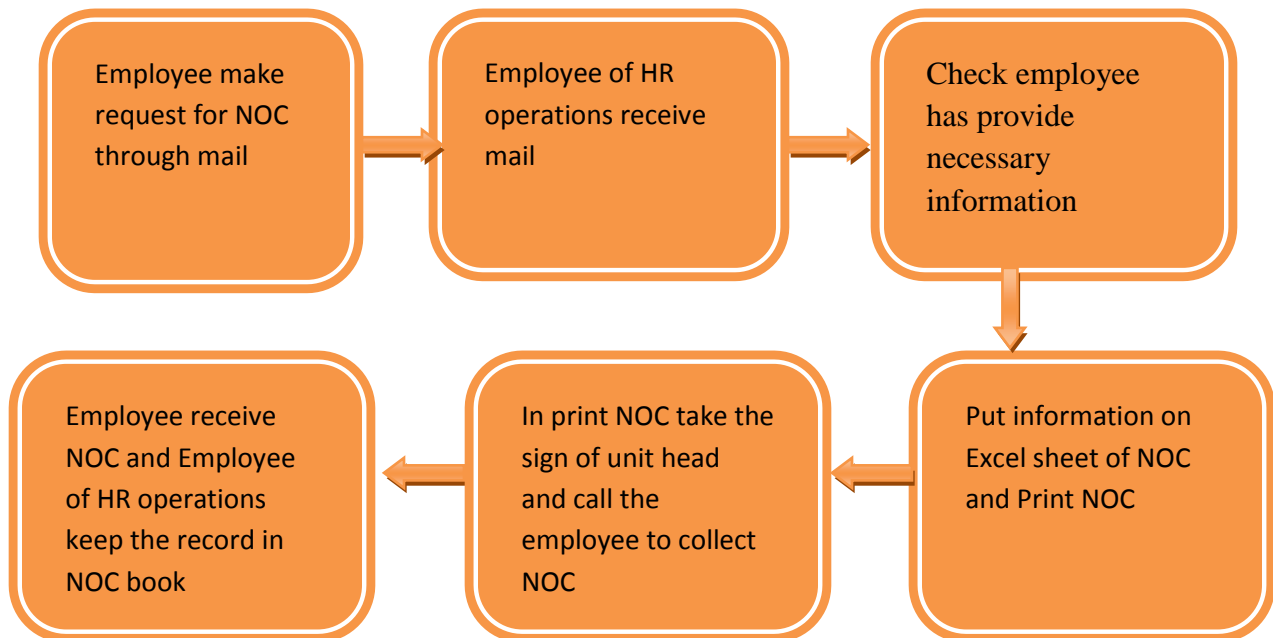 Employee make
request for NOC
through mail
Employee of HR
operations receive
mail
Check employee
has provide
necessary
information
Put information on
Excel sheet of NOC
and Print NOC
In print NOC take the
sign of unit head
and call the
employee to collect
NOC
Employee receive
NOC and Employee
of HR operations
keep the record in
NOC book